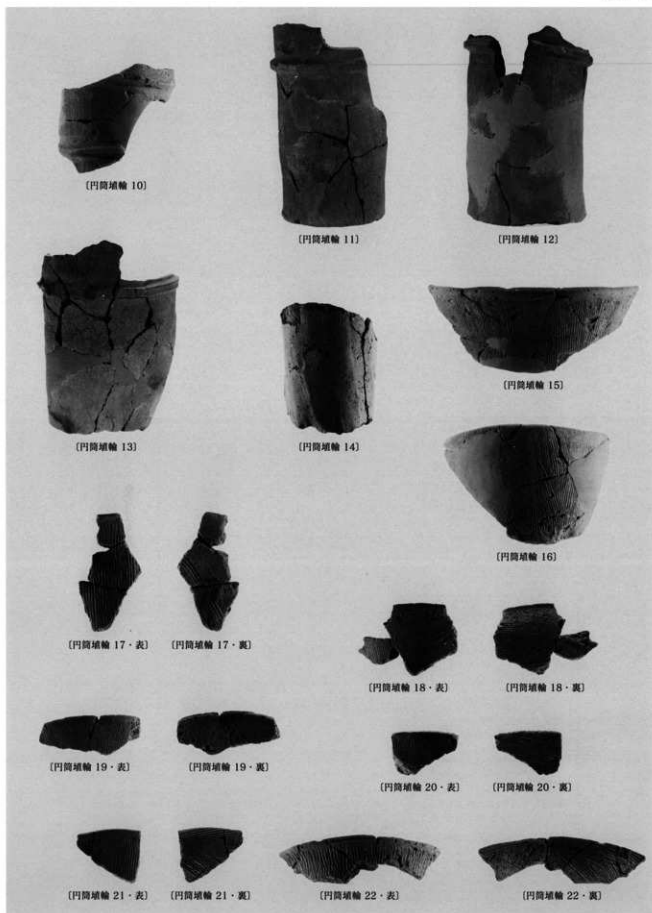 〔円筒埴輪 10〕
〔円筒埴輪 11〕
〔円筒埴輪 12〕
〔円筒埴輪 13〕
〔円筒埴輪 14〕
〔円筒埴輪 15〕
〔円筒埴輪 16〕
〔円筒埴輪 17・表〕
〔円筒埴輪 17・裏〕
〔円筒埴輪 18・表〕
〔円筒埴輪 18・裏〕
〔円筒埴輪 19・表〕
〔円筒埴輪 19・裏〕
〔円筒埴輪 20・表〕
〔円筒埴輪 20・裏〕
〔円筒埴輪 21・表〕
〔円筒埴輪 21・裏〕
〔円筒埴輪 22・表〕
〔円筒埴輪 22・裏〕